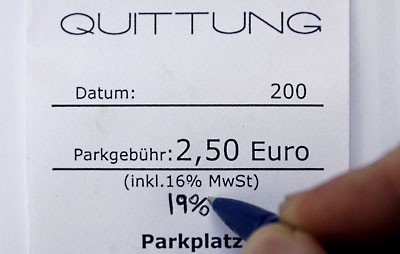 QUITTUNG
Datum: 200
Parkgebühr: 2,50 Euro
(inkl.16% MwSt)
19%
Parkplatz